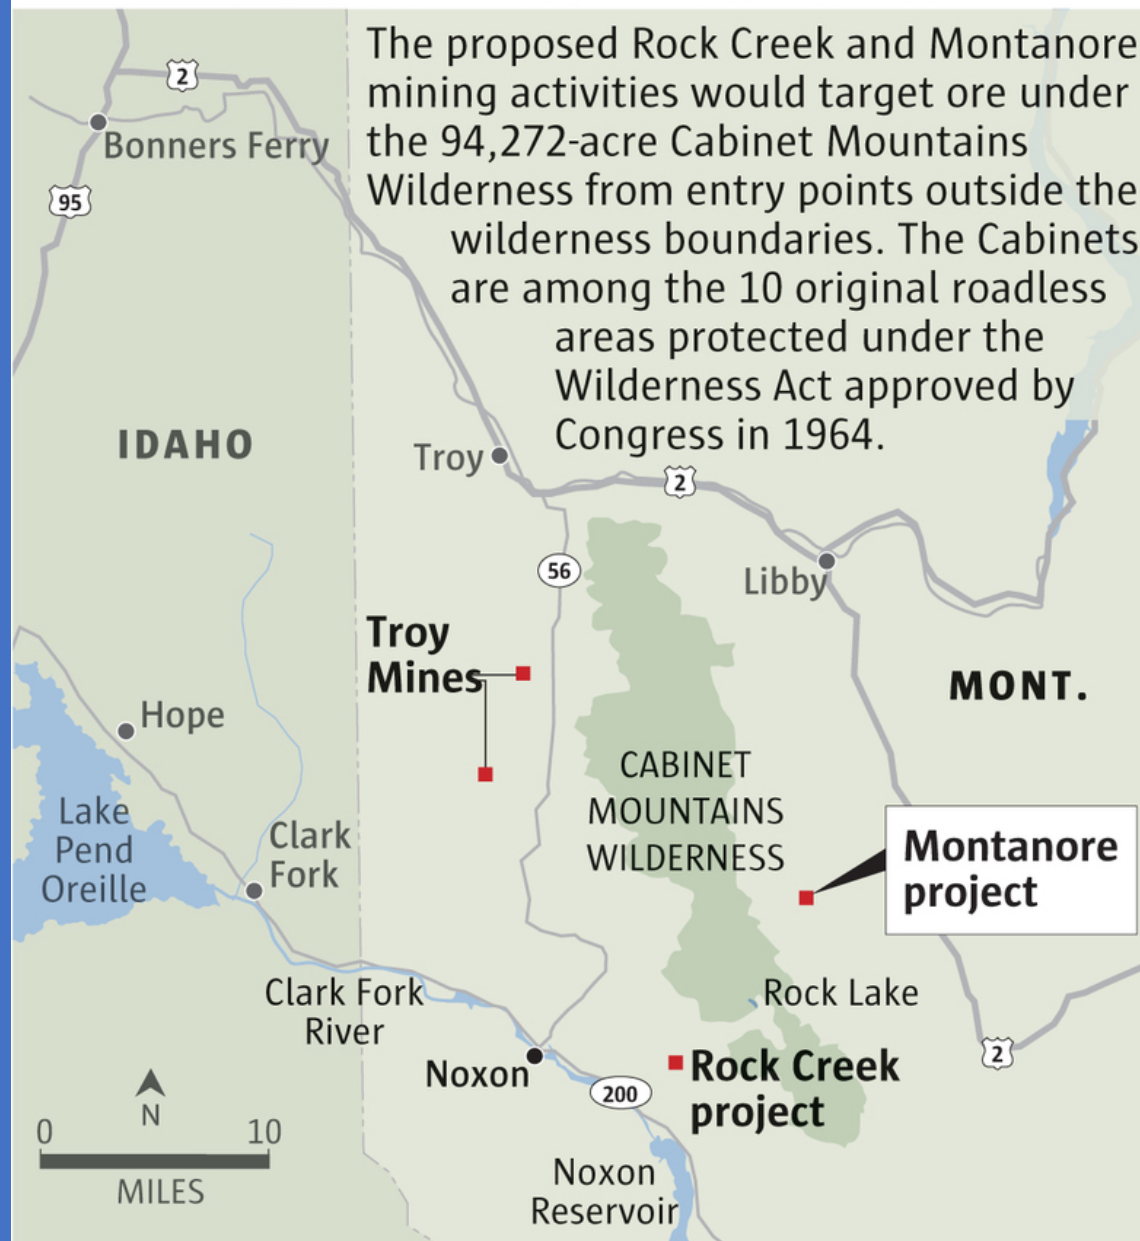 The proposed Rock Creek and Montanore
mining activities would target ore under
the 94,272-acre Cabinet Mountains
Wilderness from entry points outside the
wilderness boundaries. The Cabinets
are among the 10 original roadless
areas protected under the
Wilderness Act approved by
Congress in 1964.
2
Bonners Ferry
95
IDAHO
Troy
2
56
Libby
Troy
Mines
MONT.
Hope
CABINET
MOUNTAINS
WILDERNESS
Lake
Pend
Oreille
Clark
Fork
Montanore
project
Clark Fork
River
Rock Lake
Noxon
Rock Creek
project
2
200
N
0 10
MILES
Noxon
Reservoir